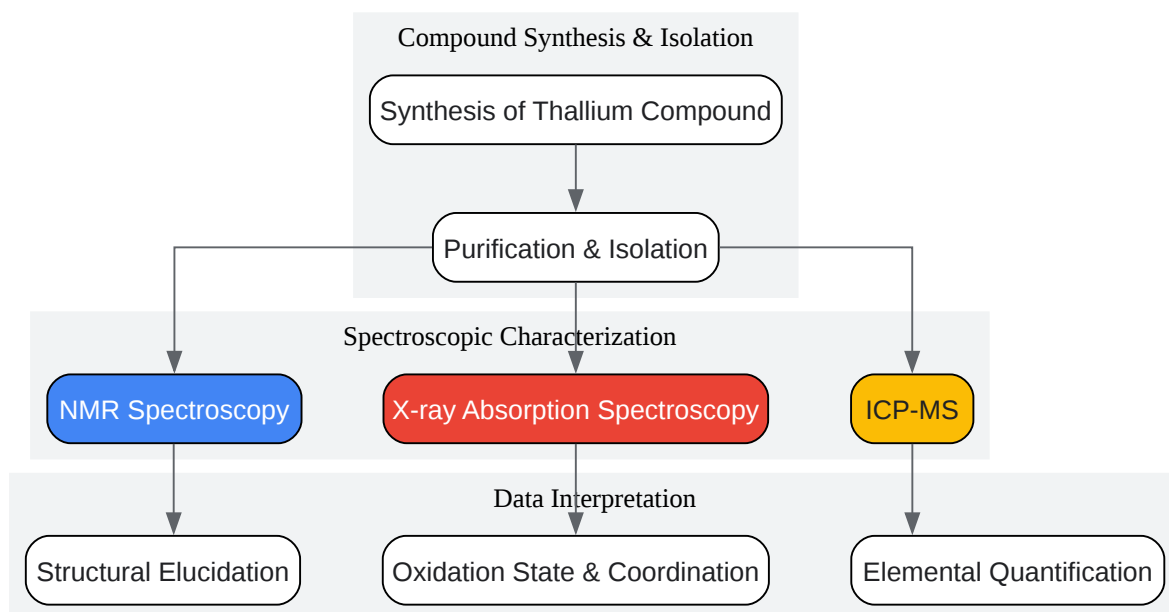 Compound Synthesis & Isolation
Synthesis of Thallium Compound
Purification & Isolation
Spectroscopic Characterization
NMR Spectroscopy
X-ray Absorption Spectroscopy
ICP-MS
Data Interpretation
Structural Elucidation
Oxidation State & Coordination
Elemental Quantification